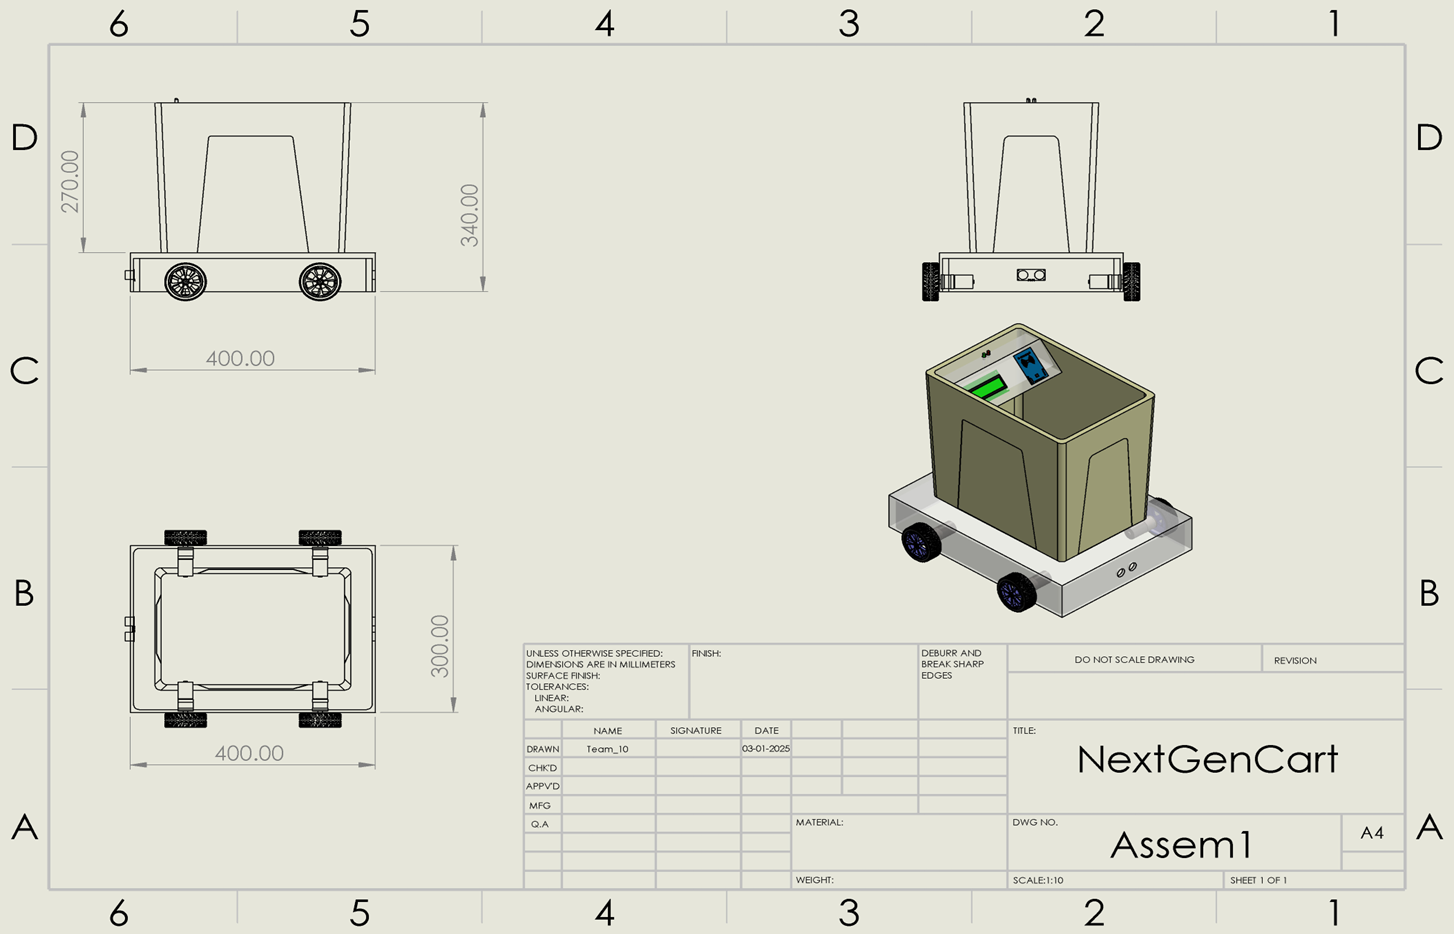 6 5 4 3 2 1
D D
270.00
340.00
400.00
C C
B B
300.00
400.00
A A
UNLESS OTHERWISE SPECIFIED:
DIMENSIONS ARE IN MILLIMETERS
SURFACE FINISH:
TOLERANCES:
LINEAR:
ANGULAR:
FINISH:
DEBURR AND
BREAK SHARP
EDGES
DO NOT SCALE DRAWING
REVISION
NAME SIGNATURE DATE
DRAWN Team_10 03-01-2025
CHK'D
APPV'D
MFG
Q.A
MATERIAL:
WEIGHT:
TITLE:
NextGenCart
DWG NO.
Assem1
A4
SCALE:1:10
SHEET 1 OF 1
6 5 4 3 2 1